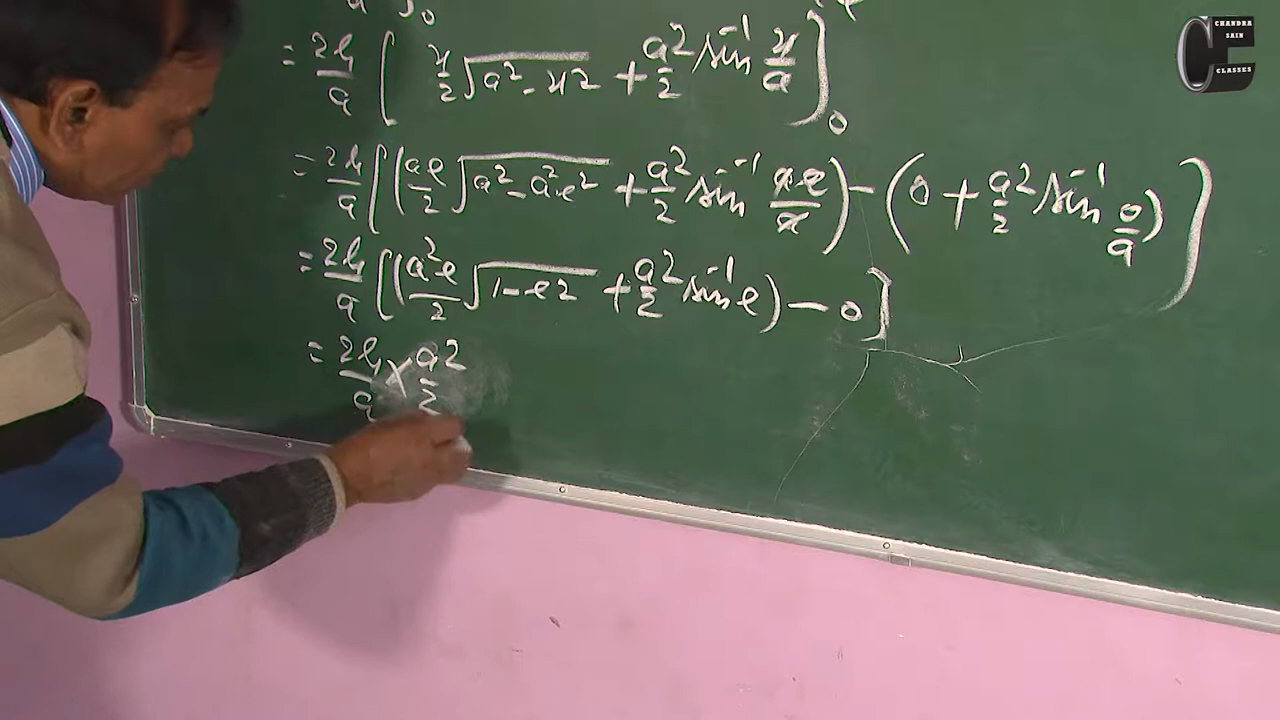 = 2b/a [ x/2 √a²-x² + a²/2 sin⁻¹ x/a ]₀
= 2b/a [ ( ae/2 √a²-a²e² + a²/2 sin⁻¹ ae/a ) - ( 0 + a²/2 sin⁻¹ 0/a ) ]
= 2b/a [ ( a²e/2 √1-e² + a²/2 sin⁻¹ e ) - 0 ]
= 2b/a × a²/2
CHANDRA
SAIN
CLASSES